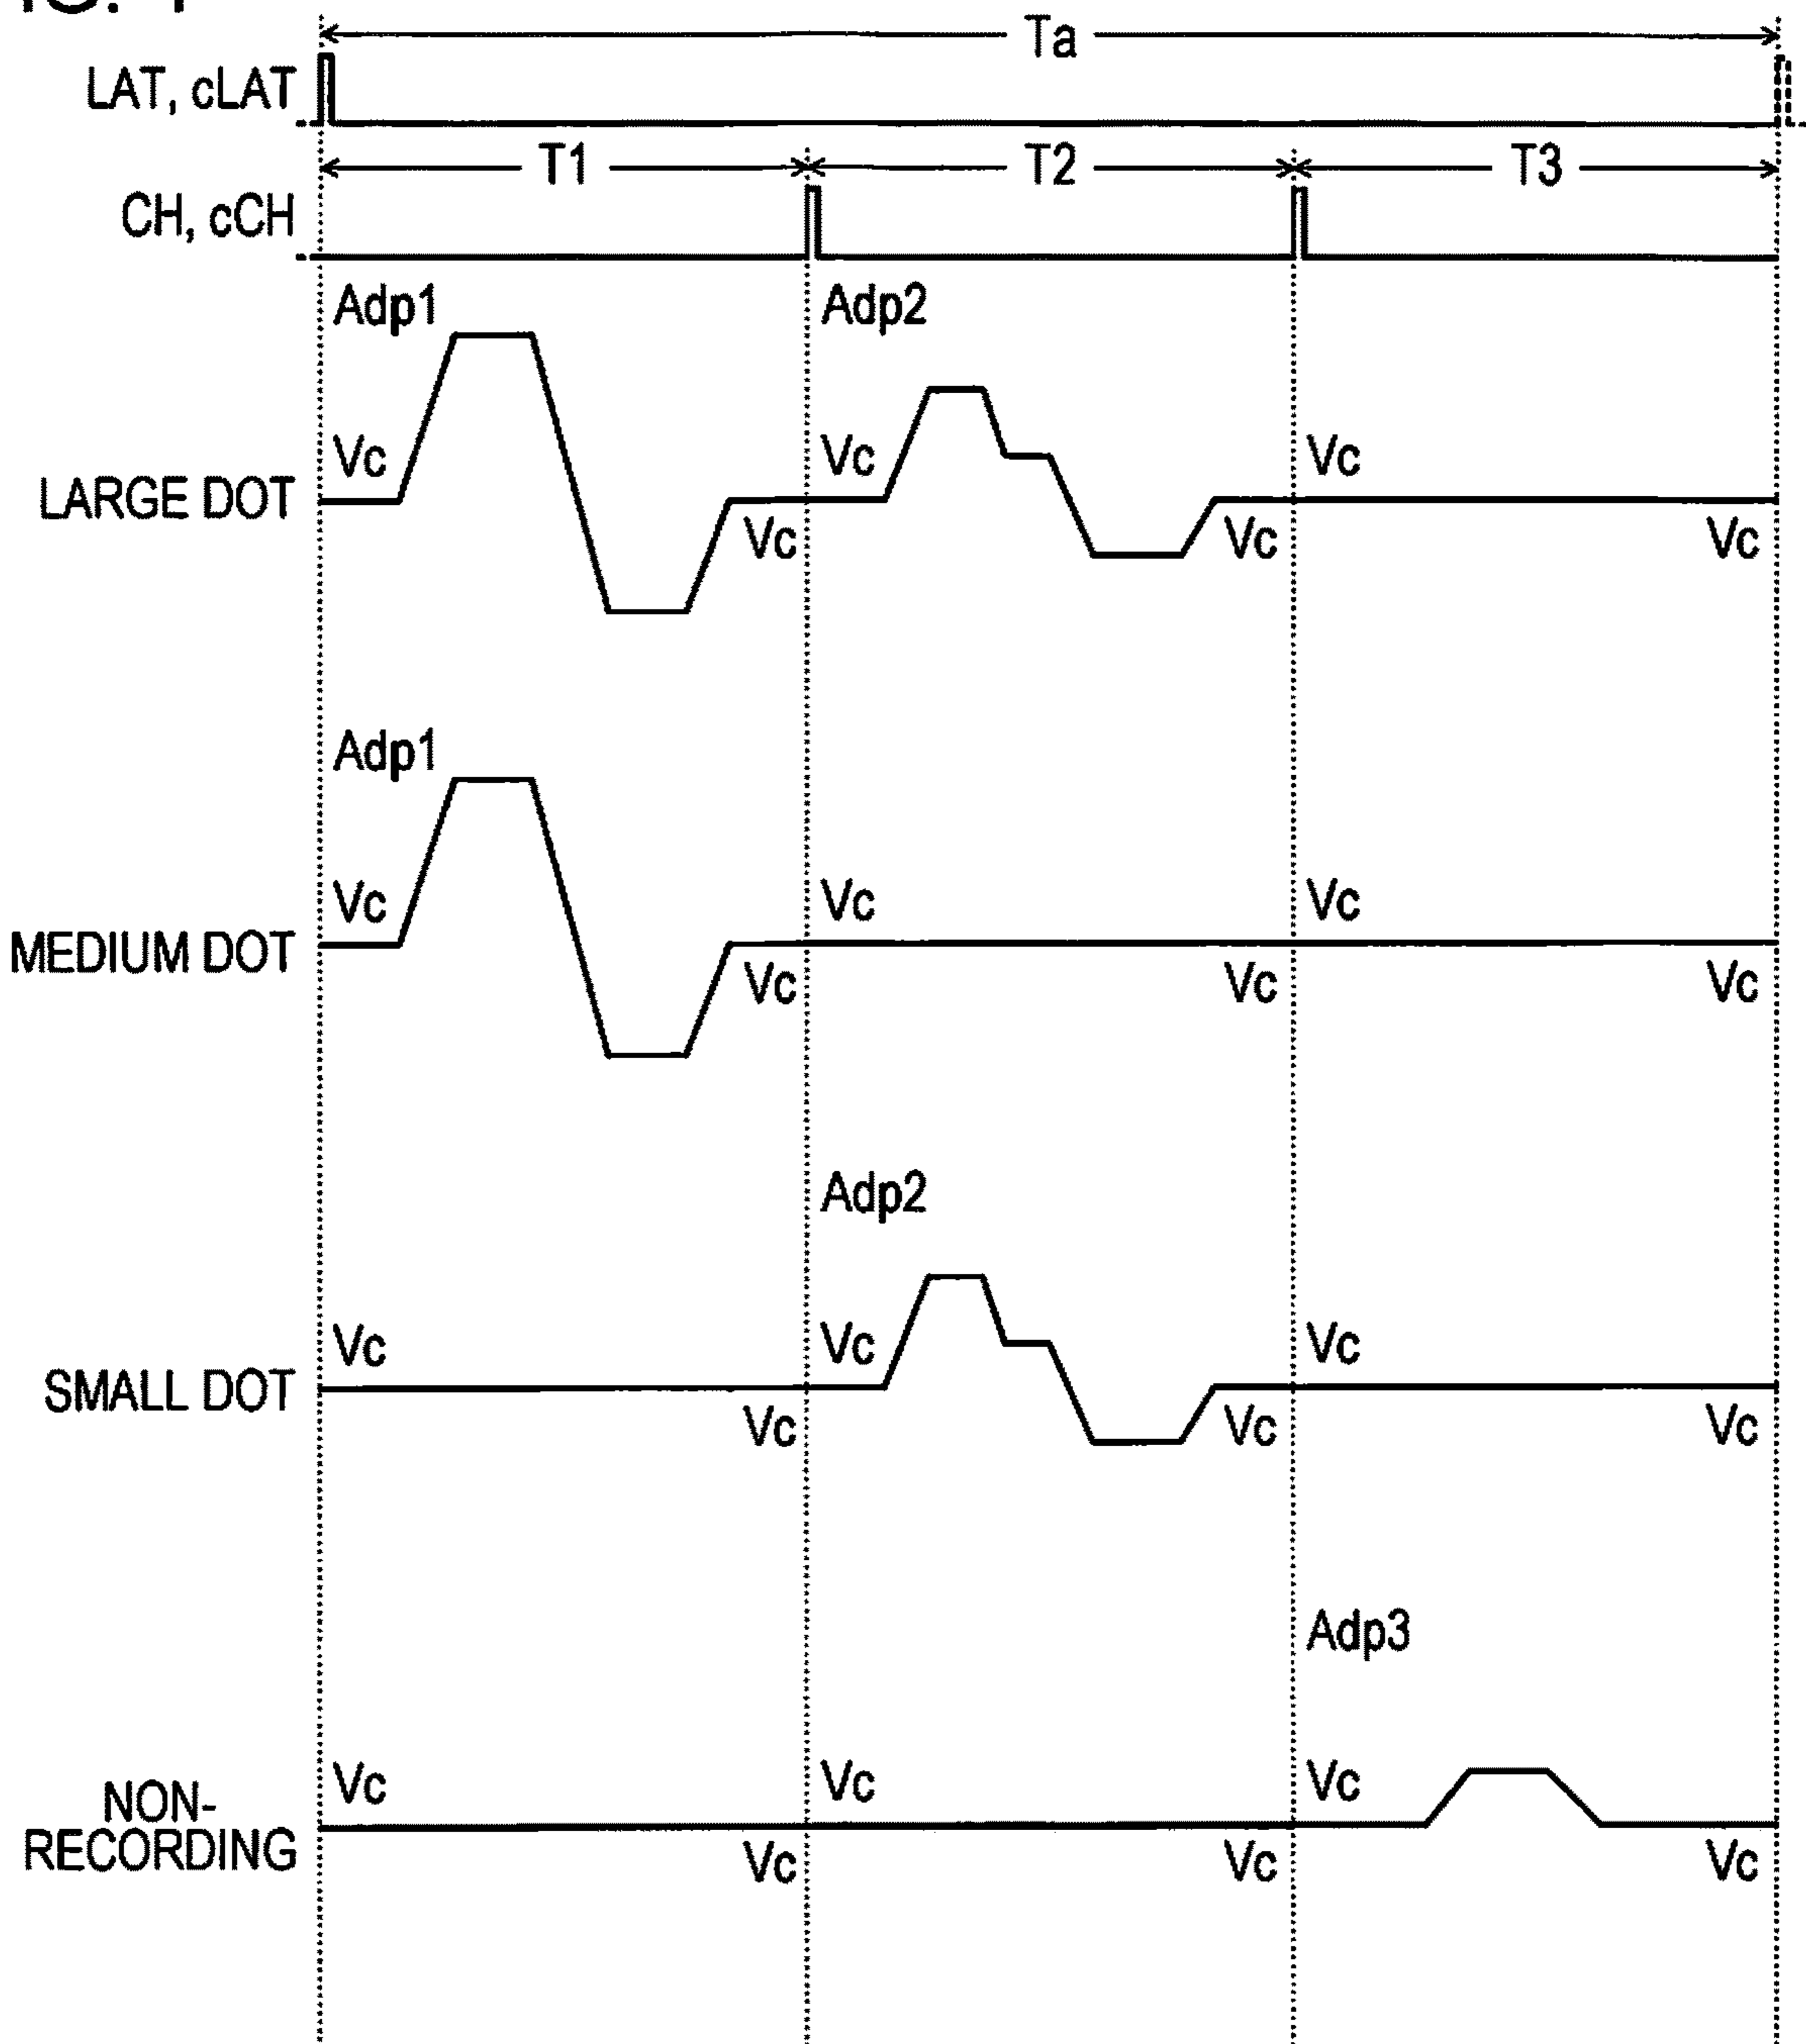 Ta
LAT, cLAT
T1 T2 T3
CH, cCH
Adp1 Adp2
Vc Vc Vc
LARGE DOT
Vc Vc Vc
Adp1
Vc Vc Vc
MEDIUM DOT
Vc Vc Vc
Adp2
Vc Vc Vc
SMALL DOT
Vc Vc Vc
Adp3
Vc Vc Vc
NON-
RECORDING
Vc Vc Vc